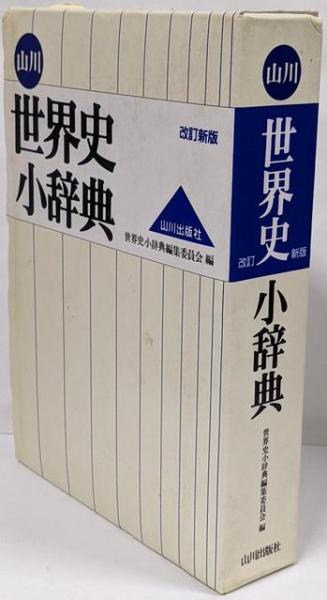 山川
世界史
小辞典
改訂新版
山川出版社
世界史小辞典編集委員会 編
山川
世界史
改訂 新版
小辞典
世界史小辞典編集委員会 編
山川出版社